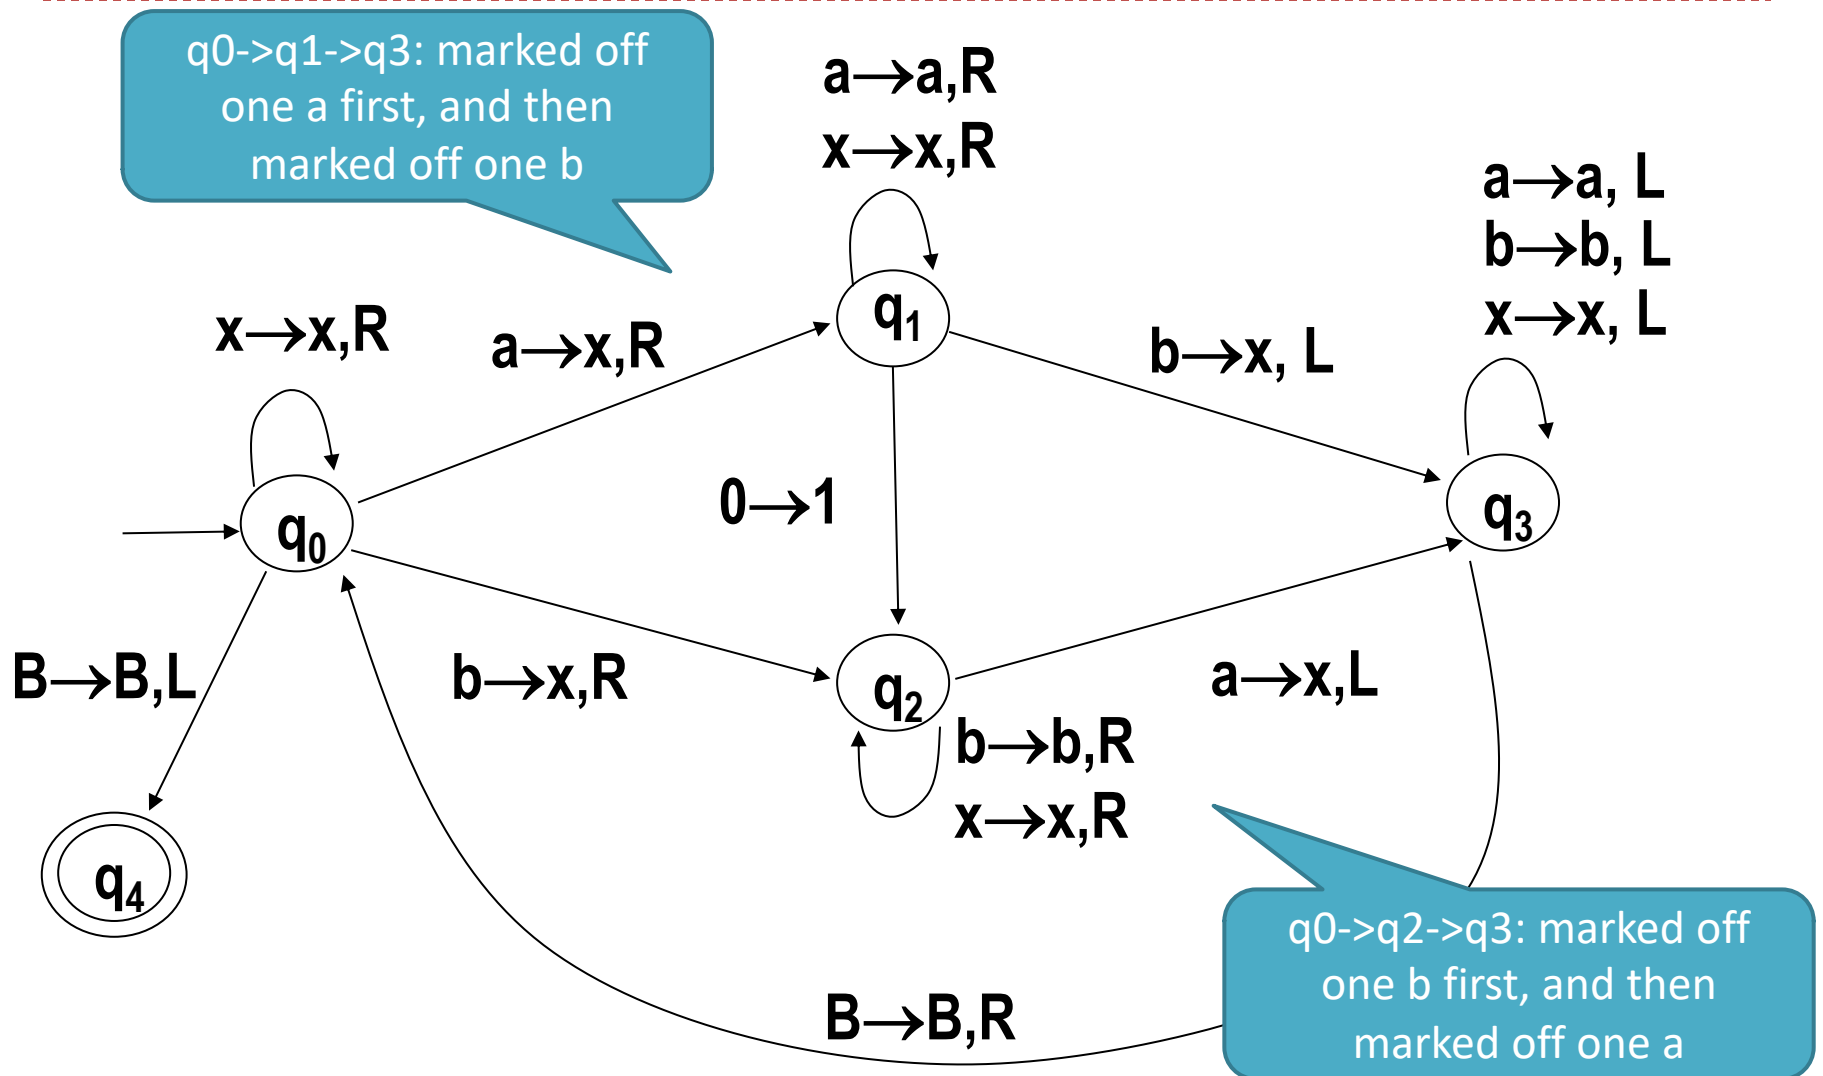 q0->q1->q3: marked off
one a first, and then
marked off one b
a→a,R
x→x,R
a→a, L
b→b, L
x→x, L
x→x,R
a→x,R
q1
b→x, L
0→1
q0
q3
B→B,L
b→x,R
q2
a→x,L
b→b,R
x→x,R
q4
q0->q2->q3: marked off
one b first, and then
marked off one a
B→B,R